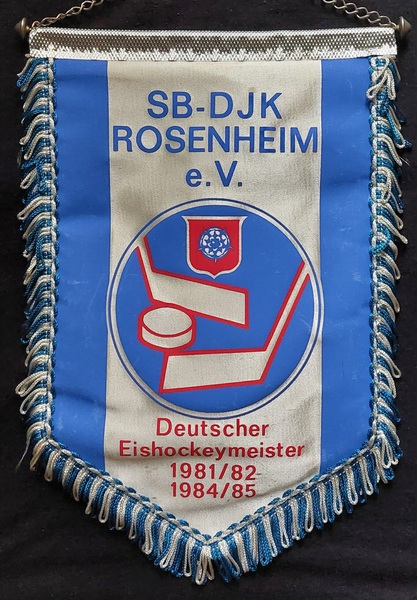 SB-DJK
ROSENHEIM
e.V.
Deutscher
Eishockeymeister
1981/82
1984/85